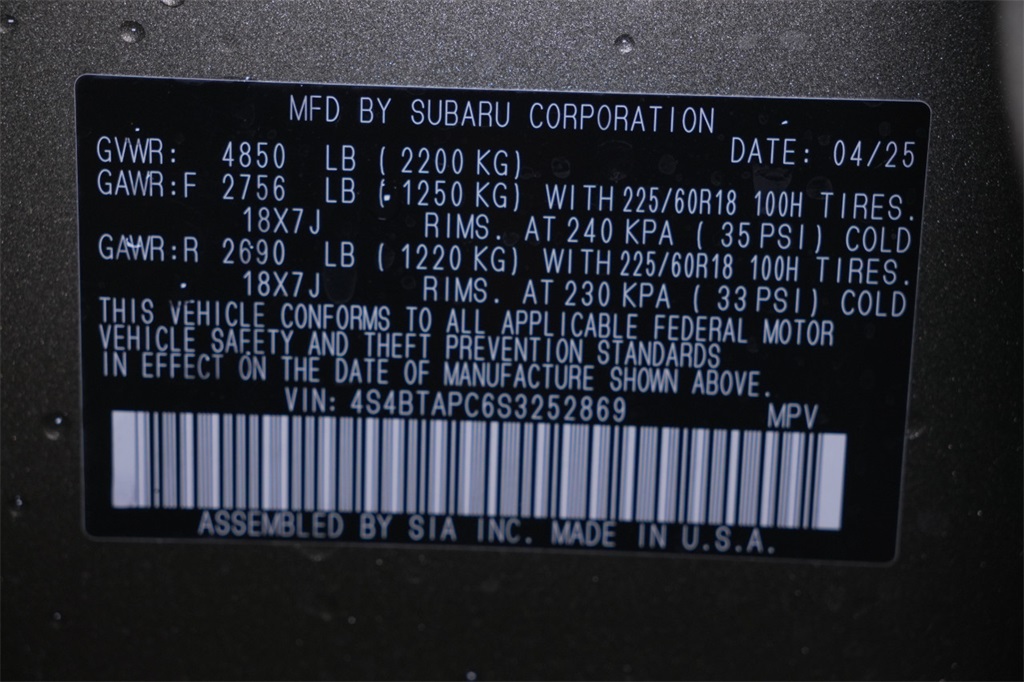 MFD BY SUBARU CORPORATION
GVWR: 4850 LB ( 2200 KG) DATE: 04/25
GAWR:F 2756 LB ( 1250 KG) WITH 225/60R18 100H TIRES.
18X7J RIMS. AT 240 KPA ( 35 PSI) COLD
GAWR:R 2690 LB ( 1220 KG) WITH 225/60R18 100H TIRES.
18X7J RIMS. AT 230 KPA ( 33 PSI) COLD
THIS VEHICLE CONFORMS TO ALL APPLICABLE FEDERAL MOTOR
VEHICLE SAFETY AND THEFT PREVENTION STANDARDS
IN EFFECT ON THE DATE OF MANUFACTURE SHOWN ABOVE.
VIN: 4S4BTAPC6S3252869 MPV
ASSEMBLED BY SIA INC. MADE IN U.S.A.